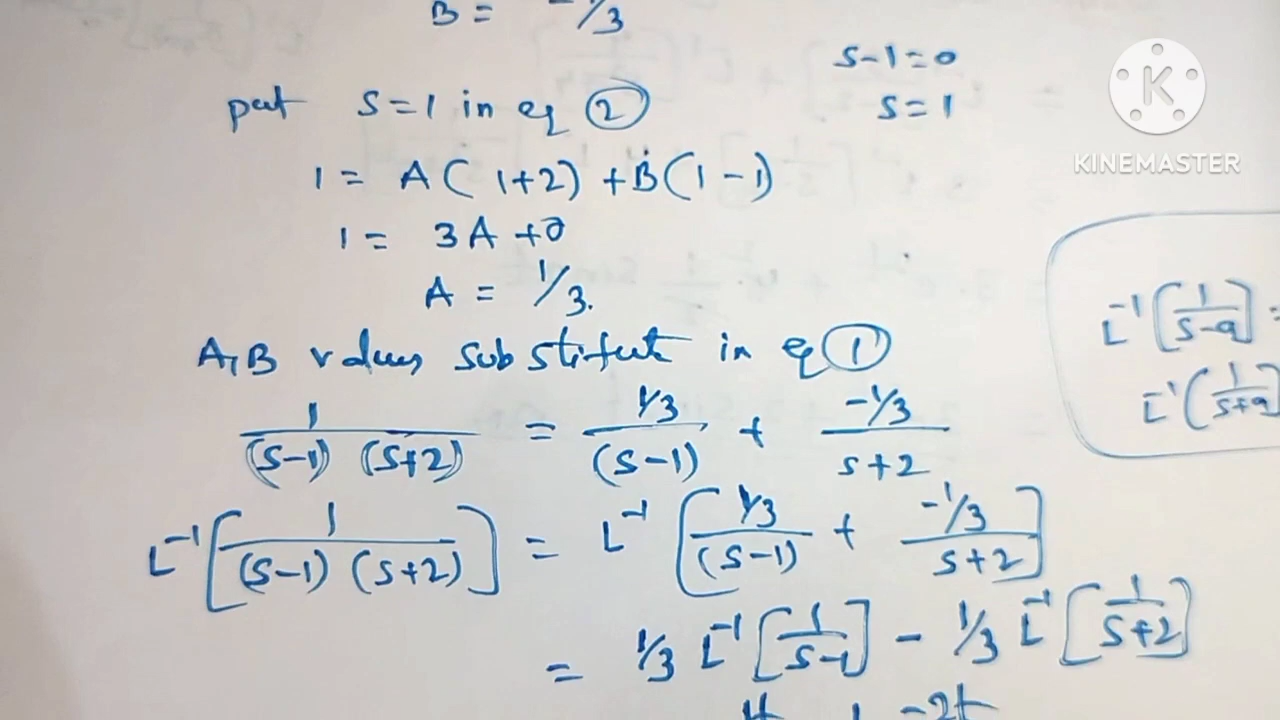 B = -1/3
s-1=0
put s=1 in eq ②
s=1
KINEMASTER
1 = A(1+2) +B(1-1)
1 = 3A +0
A = 1/3.
L⁻¹[1/(s-a)] =
L⁻¹(1/(s+a)
A,B values substitute in eq ①
1/((s-1) (s+2)) = (1/3)/(s-1) + (-1/3)/(s+2)
L⁻¹[1/((s-1) (s+2))] = L⁻¹[(1/3)/(s-1) + (-1/3)/(s+2)]
= 1/3 L⁻¹[1/(s-1)] - 1/3 L⁻¹[1/(s+2)]